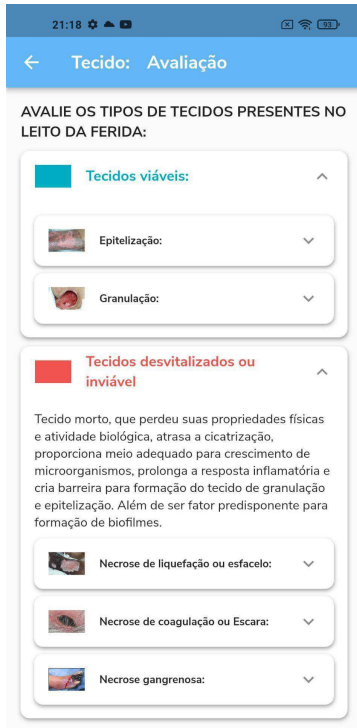 21:18
93
Tecido: Avaliação
AVALIE OS TIPOS DE TECIDOS PRESENTES NO
LEITO DA FERIDA:
Tecidos viáveis:
Epitelização:
Granulação:
Tecidos desvitalizados ou
inviável
Tecido morto, que perdeu suas propriedades físicas
e atividade biológica, atrasa a cicatrização,
proporciona meio adequado para crescimento de
microorganismos, prolonga a resposta inflamatória e
cria barreira para formação do tecido de granulação
e epitelização. Além de ser fator predisponente para
formação de biofilmes.
Necrose de liquefação ou esfacelo:
Necrose de coagulação ou Escara:
Necrose gangrenosa: